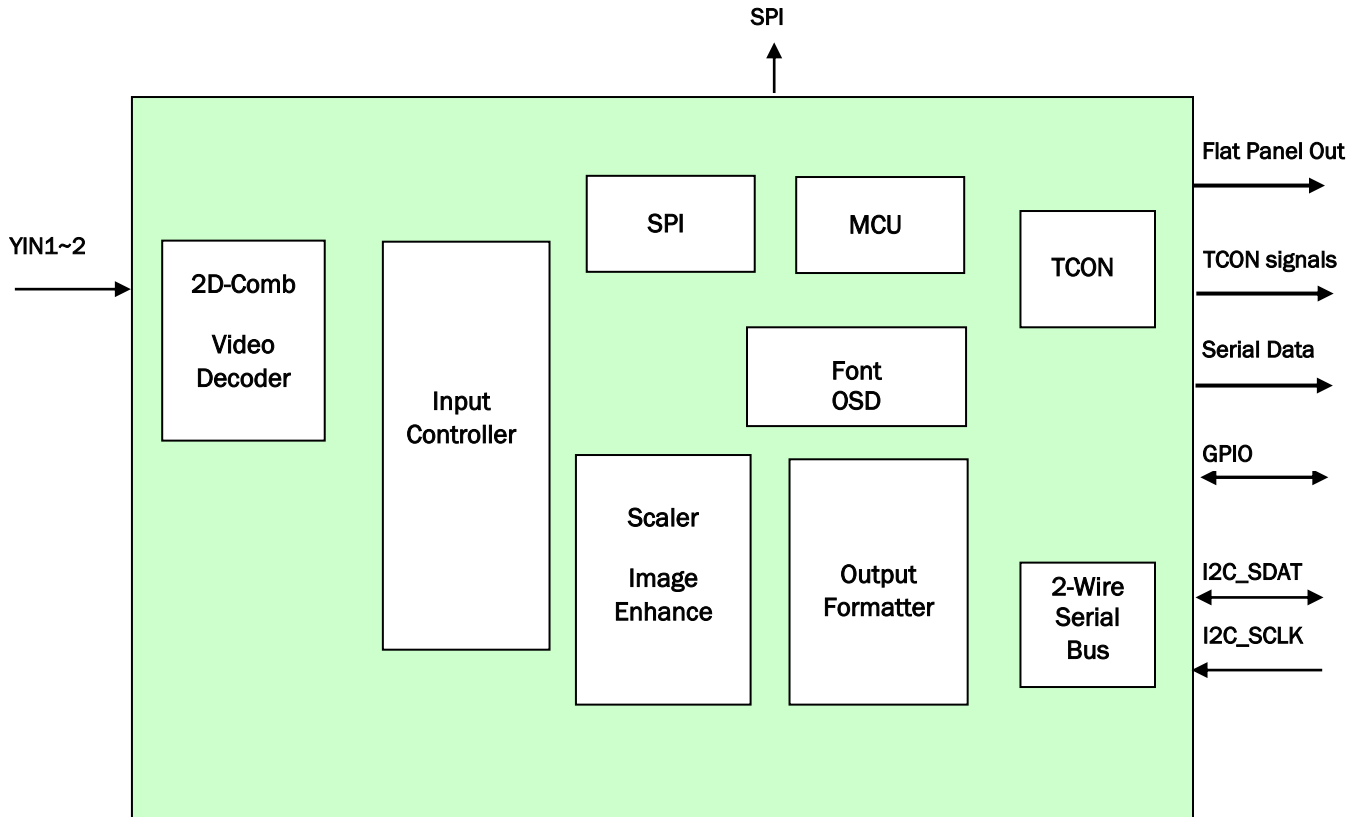 SPI
Flat Panel Out
SPI
MCU
YIN1~2
TCON signals
TCON
2D-Comb
Video
Decoder
Serial Data
Font
OSD
Input
Controller
GPIO
Scaler
Image
Enhance
Output
Formatter
I2C_SDAT
2-Wire
Serial
Bus
I2C_SCLK